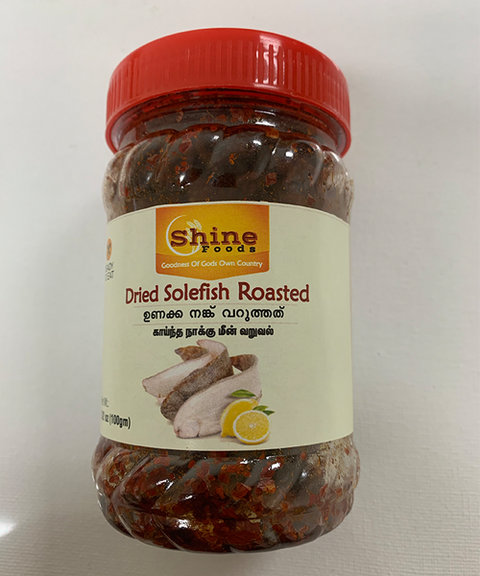 Shine
Foods
Goodness Of Gods Own Country
Dried Solefish Roasted
ഉണക്ക നങ്ക് വറുത്തത്
காய்ந்த நாக்கு மீன் வறுவல்
(100gm)